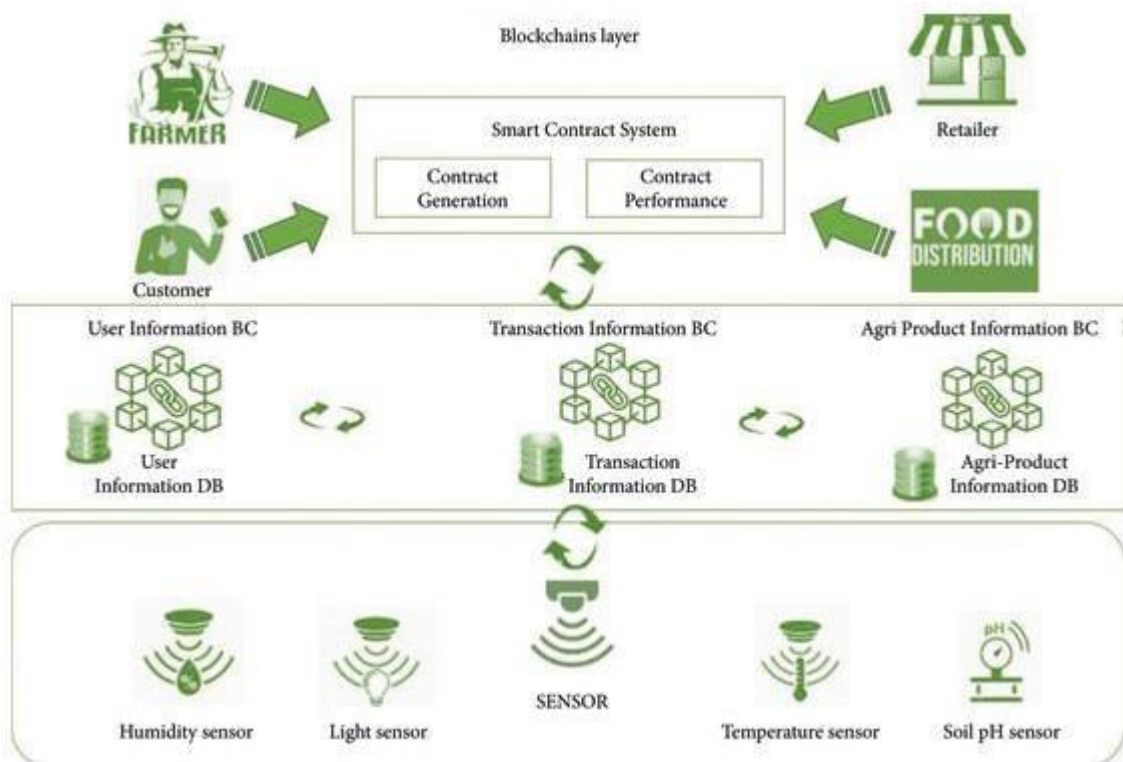 Blockchains layer
SHOP
FARMER
Retailer
Smart Contract System
Contract
Generation
Contract
Performance
FOOD
DISTRIBUTION
Customer
User Information BC
Transaction Information BC
Agri Product Information BC
User
Information DB
Transaction
Information DB
Agri-Product
Information DB
pH
%
SENSOR
Humidity sensor
Light sensor
Temperature sensor
Soil pH sensor